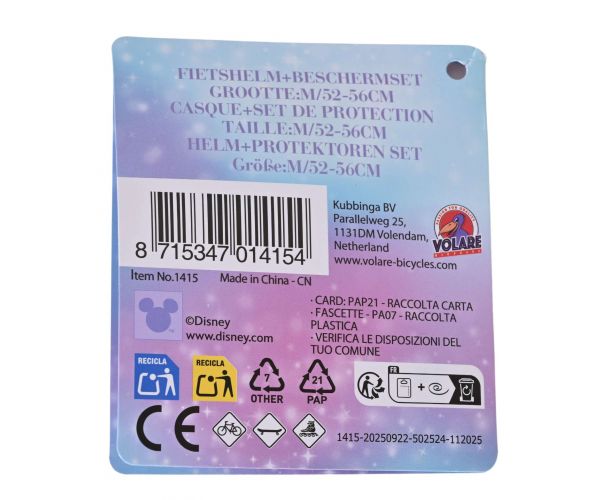 FIETSHELM+BESCHERMSET
GROOTTE:M/52-56CM
CASQUE+SET DE PROTECTION
TAILLE:M/52-56CM
HELM+PROTEKTOREN SET
Größe:M/52-56CM
8 715347 014154
Item No.1415 Made in China - CN
Kubbinga BV
Parallelweg 25,
1131DM Volendam,
Netherland
www.volare-bicycles.com
VOLARE
BICYCLES
©Disney
www.disney.com
· CARD: PAP21 - RACCOLTA CARTA
· FASCETTE - PA07 - RACCOLTA
PLASTICA
· VERIFICA LE DISPOSIZIONI DEL
TUO COMUNE
RECICLA
RECICLA
7
OTHER
21
PAP
FR
+
CE
1415-20250922-502524-112025